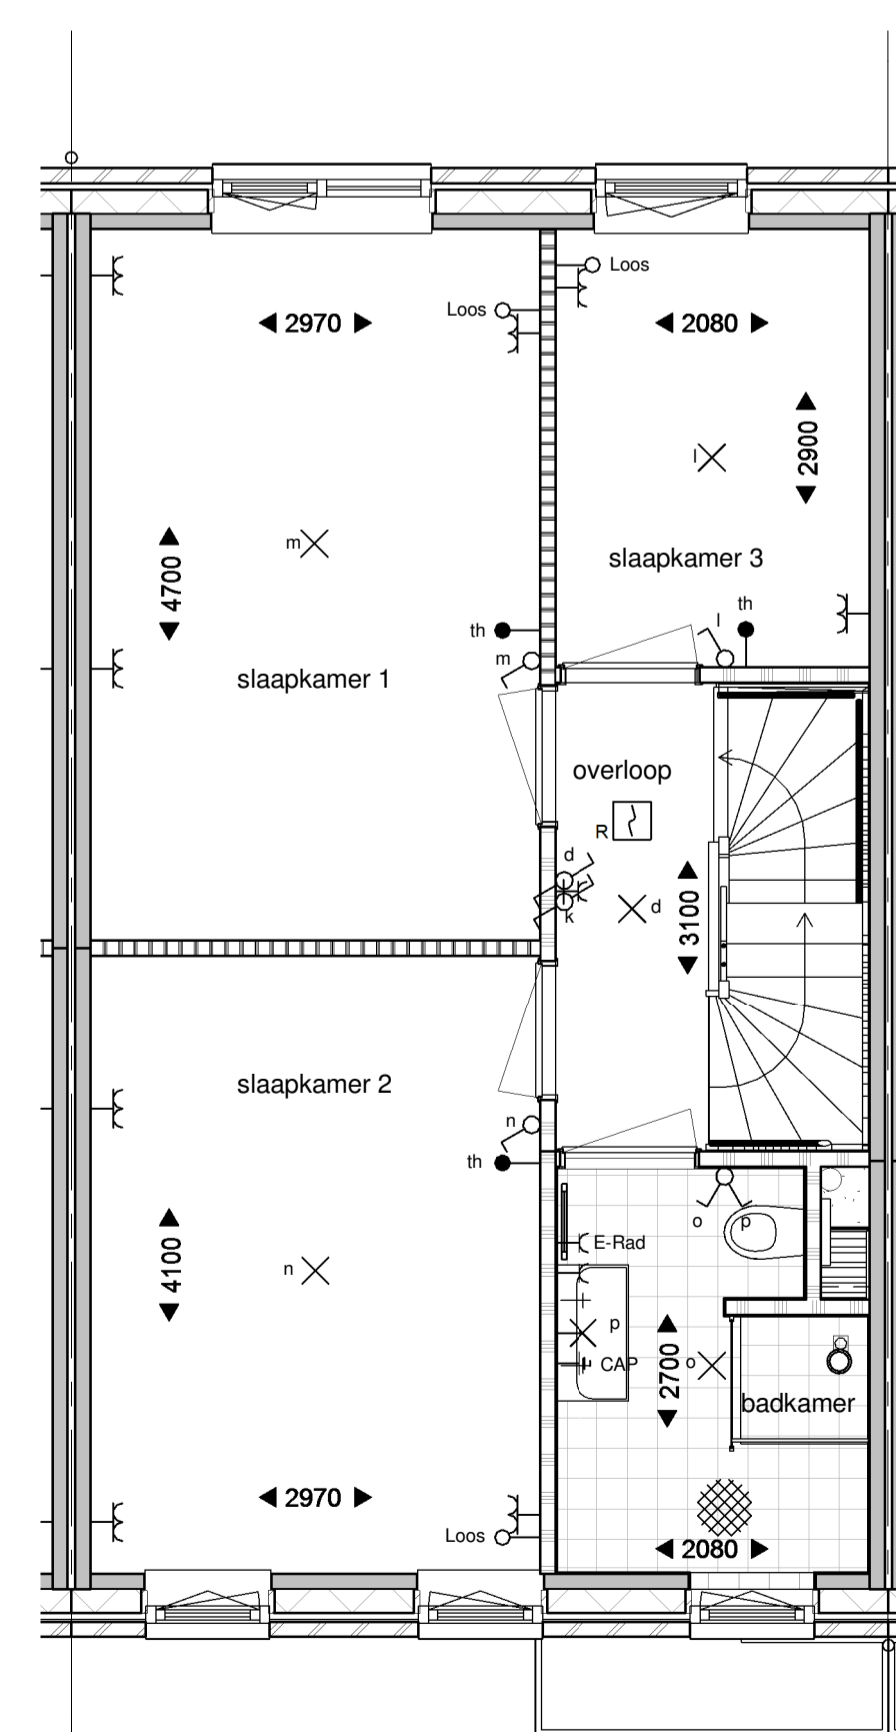 Loos
Loos
2970
2080
2900
l
m
slaapkamer 3
4700
th
l
th
m
slaapkamer 1
overloop
R
d
d
k
3100
slaapkamer 2
n
th
o
p
E-Rad
4100
n
p
CAP
o
2700
badkamer
2970
Loos
2080